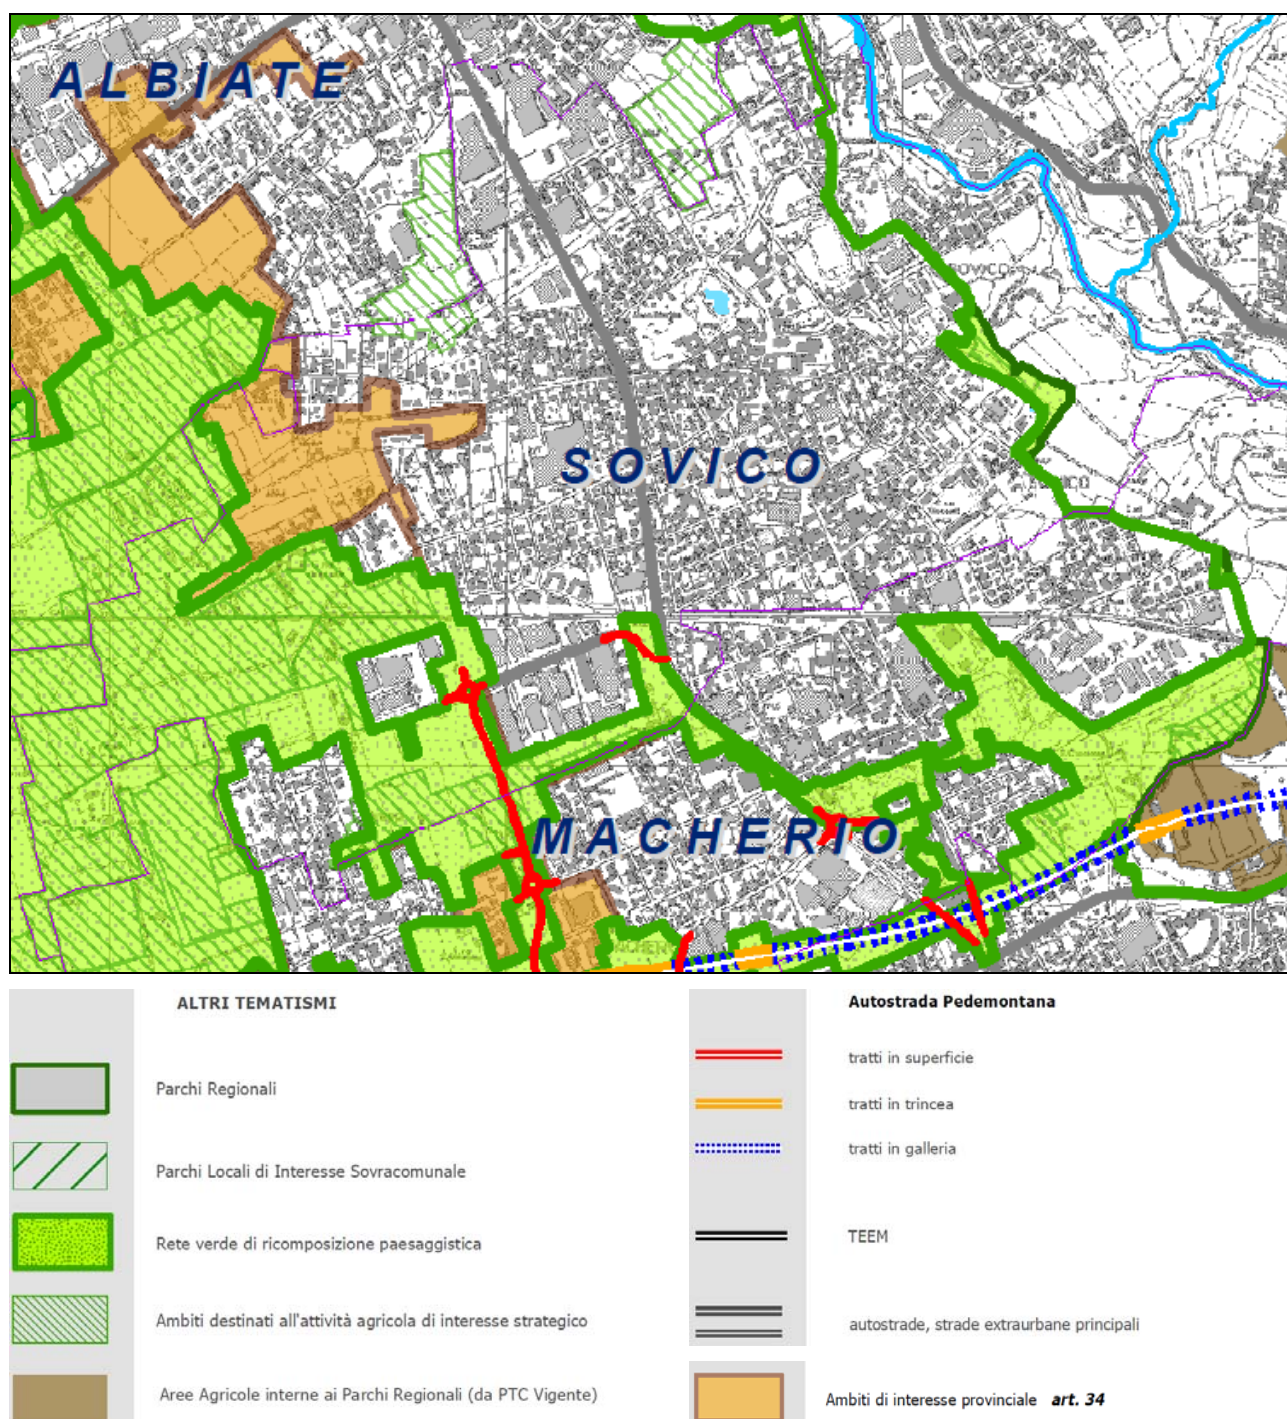 ALBIATE
SOVICO
MACHERIO
ALTRI TEMATISMI
Parchi Regionali
Parchi Locali di Interesse Sovracomunale
Rete verde di ricomposizione paesaggistica
Ambiti destinati all'attività agricola di interesse strategico
Aree Agricole interne ai Parchi Regionali (da PTC Vigente)
Autostrada Pedemontana
tratti in superficie
tratti in trincea
tratti in galleria
TEEM
autostrade, strade extraurbane principali
Ambiti di interesse provinciale art. 34